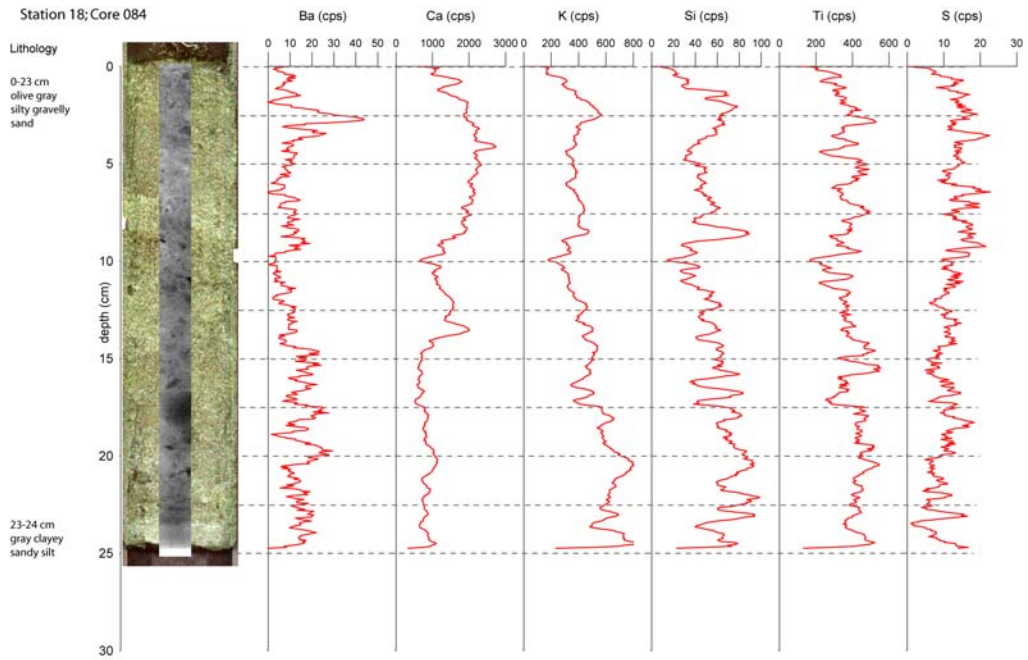 Station 18; Core 084
Ba (cps) Ca (cps) K (cps) Si (cps) Ti (cps) S (cps)
Lithology
0 10 20 30 40 50 0 1000 2000 3000 0 200 400 600 800 0 20 40 60 80 100 0 200 400 600 0 10 20 30
0-23 cm
olive gray
silty gravelly
sand
0
5
10
depth (cm)
15
20
23-24 cm
gray clayey
sandy silt
25
30